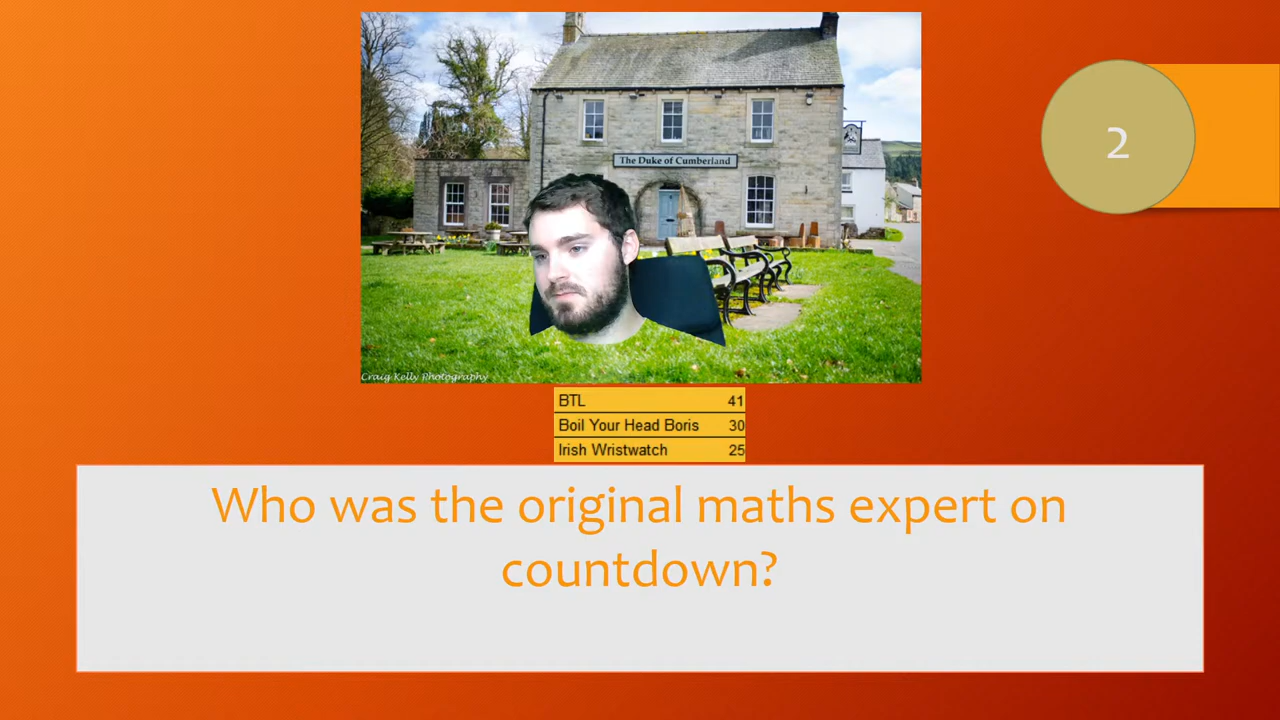 2
The Duke of Cumberland
Craig Kelly Photography
BTL 41
Boil Your Head Boris 30
Irish Wristwatch 25
Who was the original maths expert on
countdown?